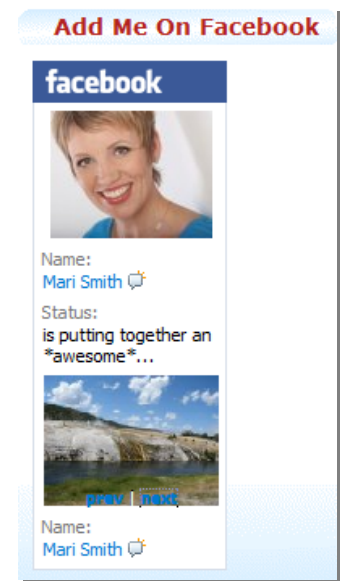 Add Me On Facebook
facebook
Name:
Mari Smith
Status:
is putting together an
*awesome*...
prev | next
Name:
Mari Smith